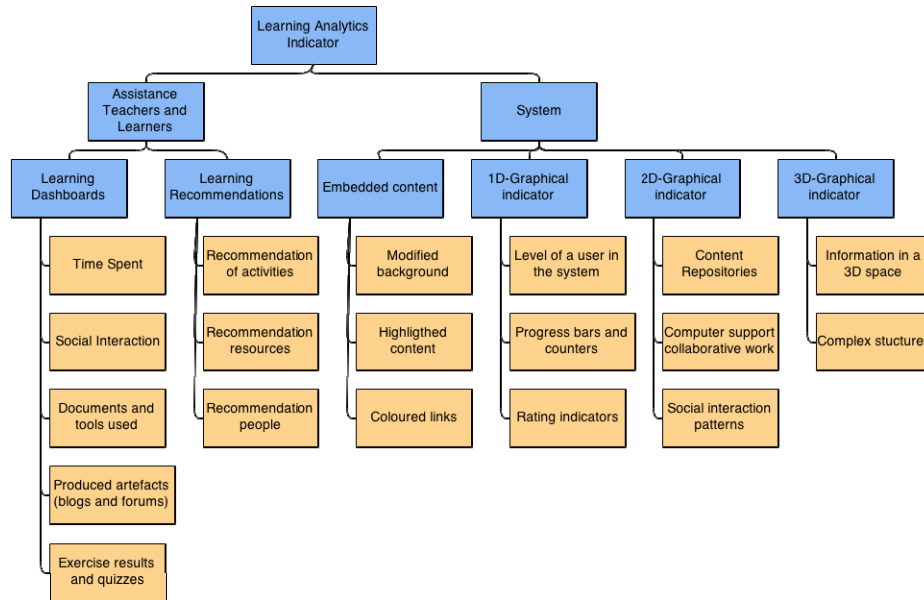 Learning Analytics
Indicator
Assistance
Teachers and
Learners
System
Learning
Dashboards
Learning
Recommendations
Embedded content
1D-Graphical
indicator
2D-Graphical
indicator
3D-Graphical
indicator
Time Spent
Recommendation
of activities
Modified
background
Level of a user in
the system
Content
Repositories
Information in a
3D space
Social Interaction
Recommendation
resources
Highligthed
content
Progress bars and
counters
Computer support
collaborative work
Complex stucture
Documents and
tools used
Recommendation
people
Coloured links
Rating indicators
Social interaction
patterns
Produced artefacts
(blogs and forums)
Exercise results
and quizzes